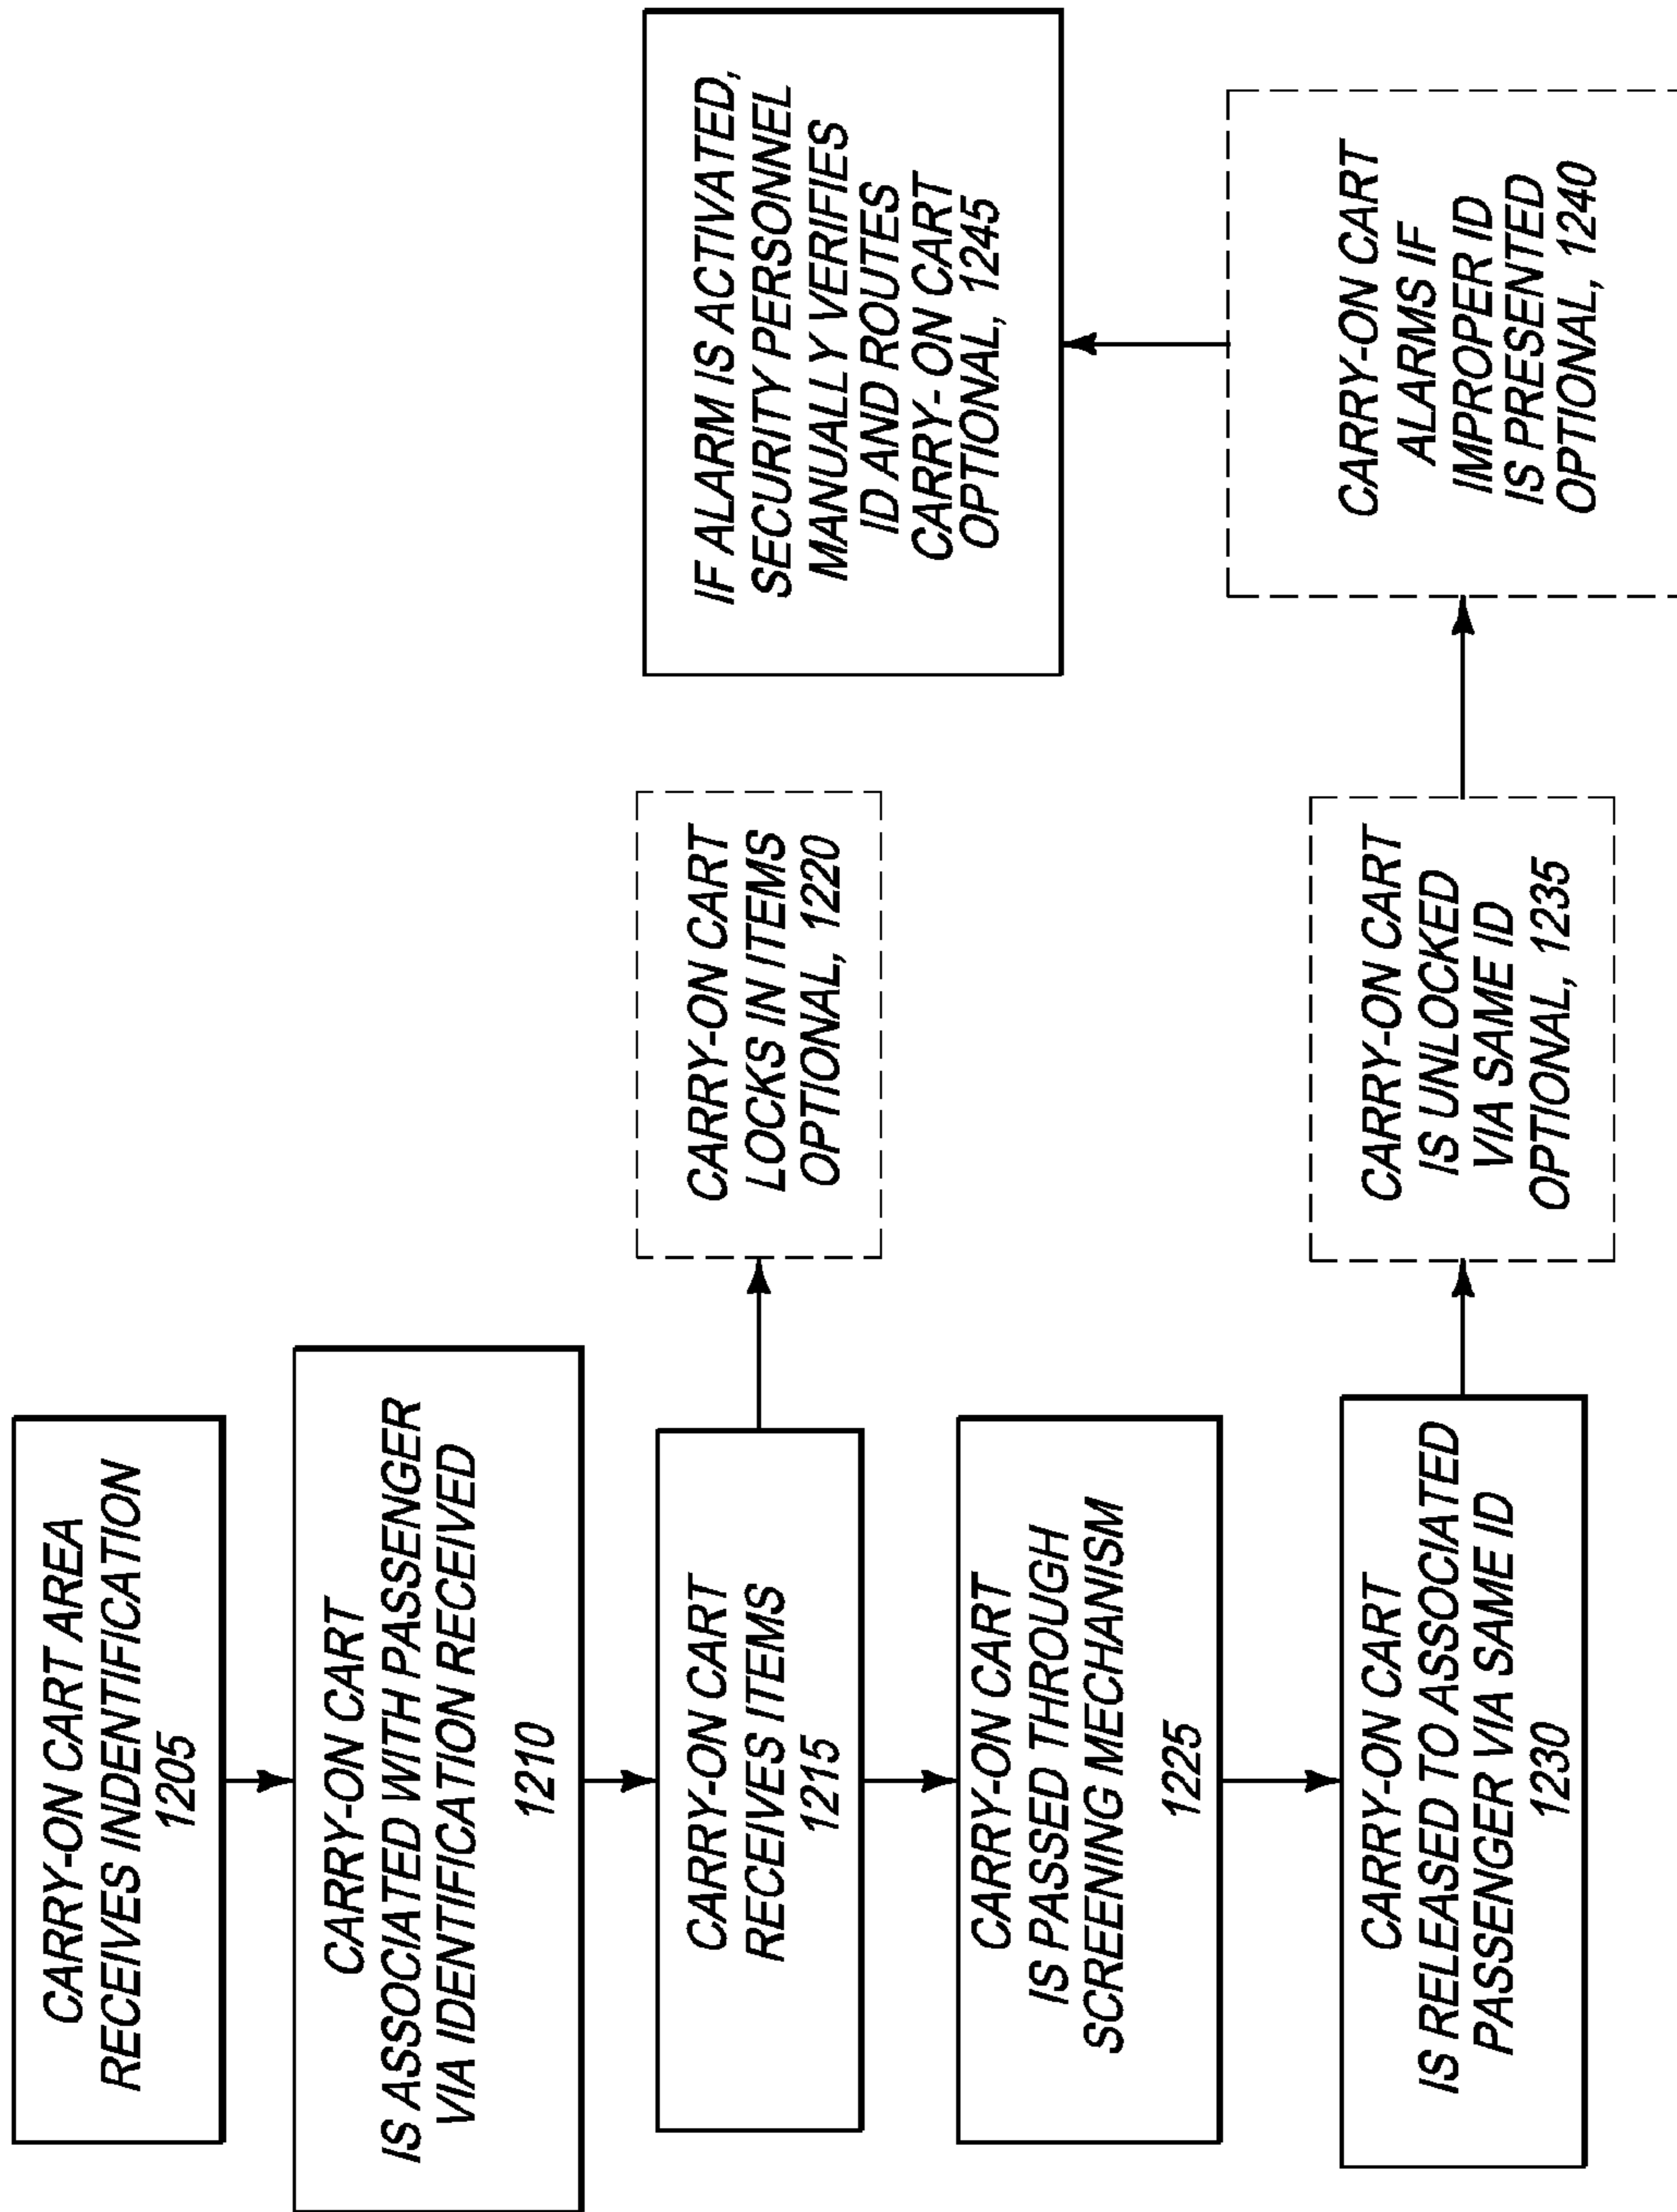 CARRY-ON CART AREA
RECEIVES INDENTIFICATION
1205
CARRY-ON CART
IS ASSOCIATED WITH PASSENGER
VIA IDENTIFICATION RECEIVED
1210
CARRY-ON CART
RECEIVES ITEMS
1215
CARRY-ON CART
LOCKS IN ITEMS
OPTIONAL, 1220
CARRY-ON CART
IS PASSED THROUGH
SCREENING MECHANISM
1225
CARRY-ON CART
IS RELEASED TO ASSOCIATED
PASSENGER VIA SAME ID
1230
CARRY-ON CART
IS UNLOCKED
VIA SAME ID
OPTIONAL, 1235
CARRY-ON CART
ALARMS IF
IMPROPER ID
IS PRESENTED
OPTIONAL, 1240
IF ALARM IS ACTIVATED,
SECURITY PERSONNEL
MANUALLY VERIFIES
ID AND ROUTES
CARRY- ON CART
OPTIONAL, 1245